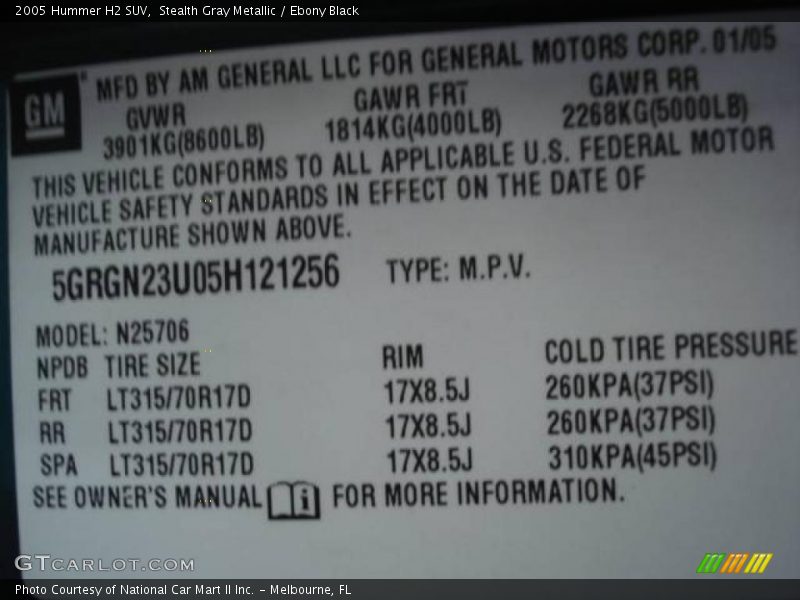 2005 Hummer H2 SUV,  Stealth Gray Metallic / Ebony Black
GM
MFD BY AM GENERAL LLC FOR GENERAL MOTORS CORP. 01/05
GVWR GAWR FRT GAWR RR
3901KG(8600LB) 1814KG(4000LB) 2268KG(5000LB)
THIS VEHICLE CONFORMS TO ALL APPLICABLE U.S. FEDERAL MOTOR
VEHICLE SAFETY STANDARDS IN EFFECT ON THE DATE OF
MANUFACTURE SHOWN ABOVE.
5GRGN23U05H121256 TYPE: M.P.V.
MODEL: N25706
NPDB TIRE SIZE RIM COLD TIRE PRESSURE
FRT LT315/70R17D 17X8.5J 260KPA(37PSI)
RR LT315/70R17D 17X8.5J 260KPA(37PSI)
SPA LT315/70R17D 17X8.5J 310KPA(45PSI)
SEE OWNER'S MANUAL i FOR MORE INFORMATION.
GTCARLOT.COM
Photo Courtesy of National Car Mart II Inc. – Melbourne, FL